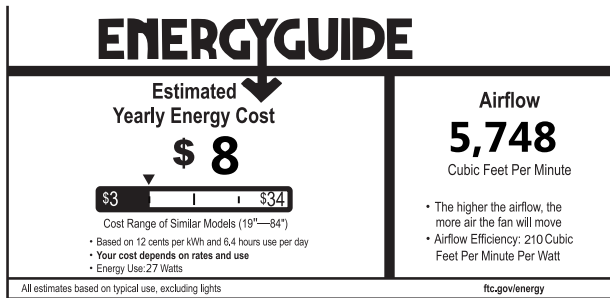 ENERGYGUIDE
Estimated
Yearly Energy Cost
$ 8
$3 $34
Cost Range of Similar Models (19"—84")
• Based on 12 cents per kWh and 6.4 hours use per day
• Your cost depends on rates and use
• Energy Use:27 Watts
Airflow
5,748
Cubic Feet Per Minute
• The higher the airflow, the
more air the fan will move
• Airflow Efficiency: 210 Cubic
Feet Per Minute Per Watt
All estimates based on typical use, excluding lights
ftc.gov/energy